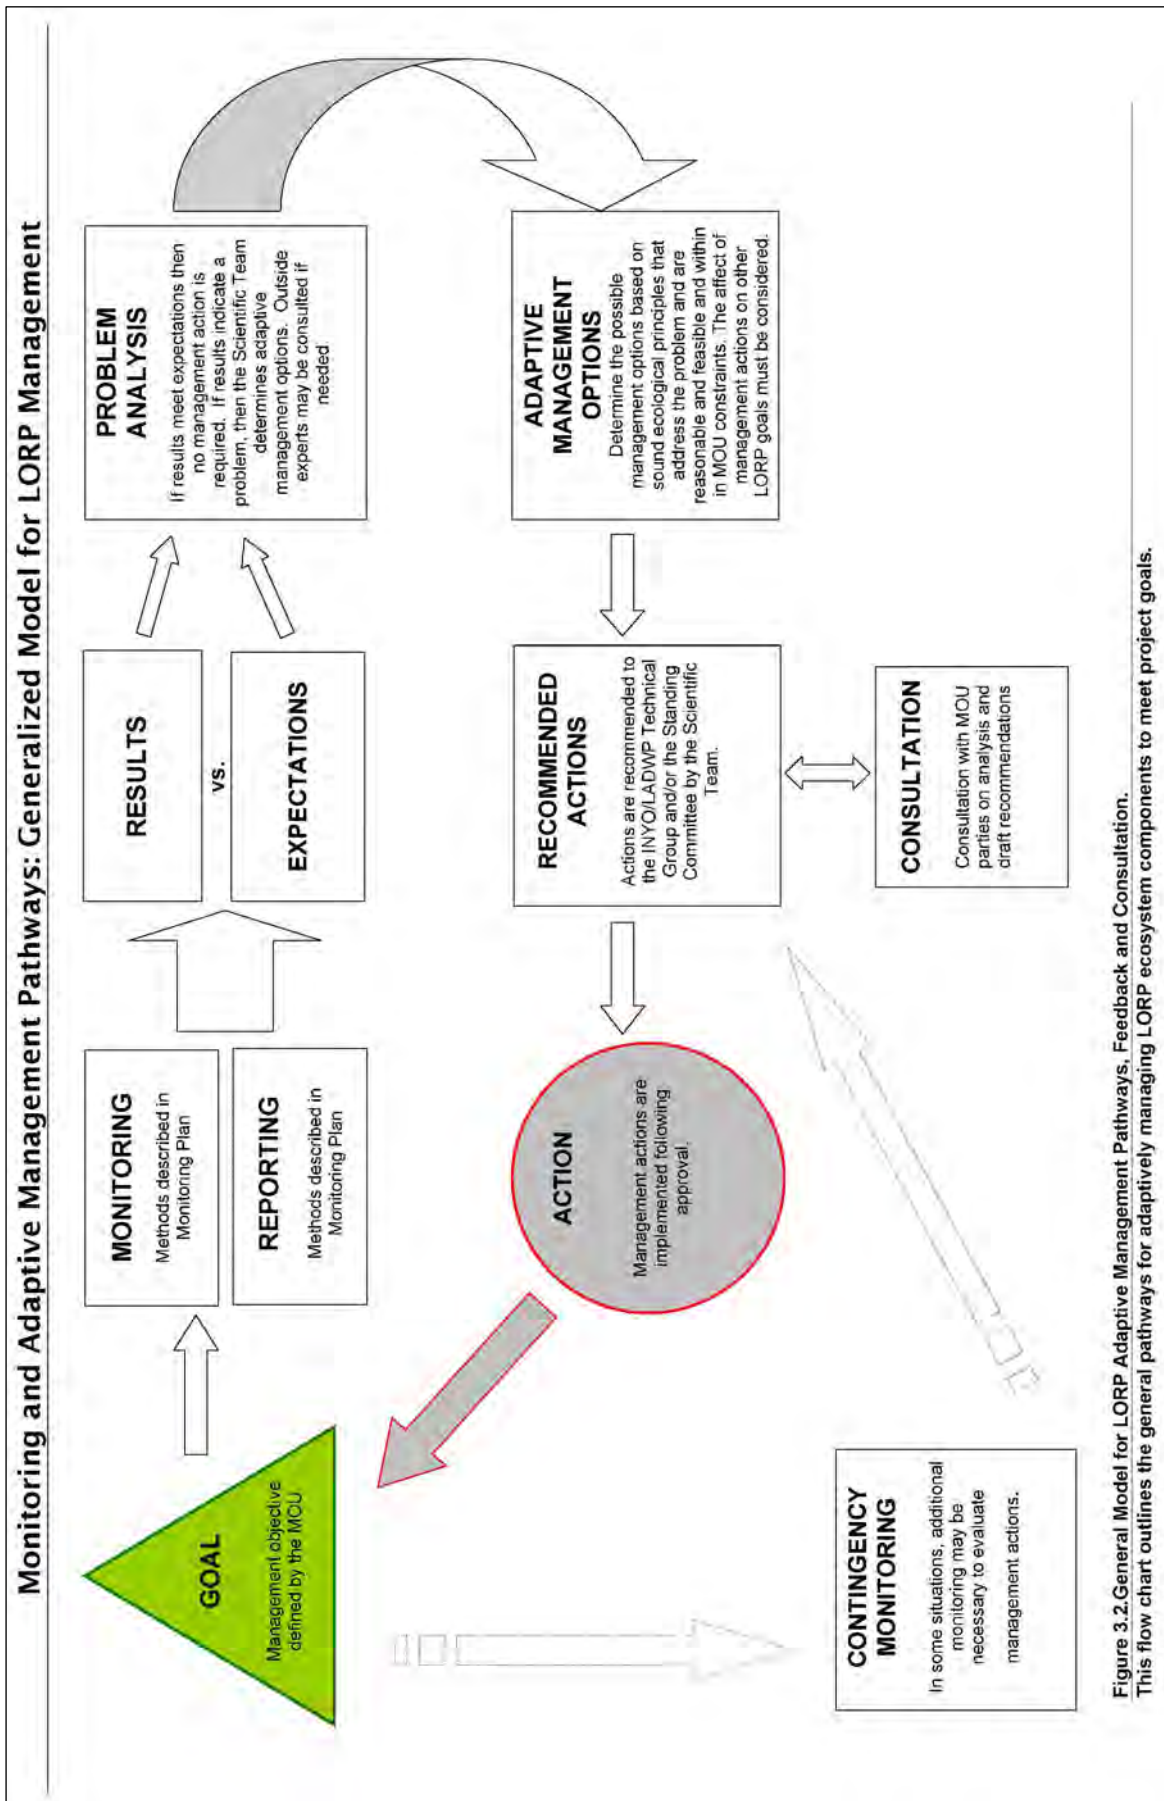 Monitoring and Adaptive Management Pathways: Generalized Model for LORP Management
GOAL
Management objective
defined by the MOU.
MONITORING
Methods described in
Monitoring Plan
REPORTING
Methods described in
Monitoring Plan
RESULTS
vs.
EXPECTATIONS
PROBLEM
ANALYSIS
If results meet expectations then
no management action is
required. If results indicate a
problem, then the Scientific Team
determines adaptive
management options. Outside
experts may be consulted if
needed.
ADAPTIVE
MANAGEMENT
OPTIONS
Determine the possible
management options based on
sound ecological principles that
address the problem and are
reasonable and feasible and within
in MOU constraints. The affect of
management actions on other
LORP goals must be considered.
RECOMMENDED
ACTIONS
Actions are recommended to
the INYO/LADWP Technical
Group and/or the Standing
Committee by the Scientific
Team.
CONSULTATION
Consultation with MOU
parties on analysis and
draft recommendations
ACTION
Management actions are
implemented following
approval.
CONTINGENCY
MONITORING
In some situations, additional
monitoring may be
necessary to evaluate
management actions.
Figure 3.2.General Model for LORP Adaptive Management Pathways, Feedback and Consultation.
This flow chart outlines the general pathways for adaptively managing LORP ecosystem components to meet project goals.